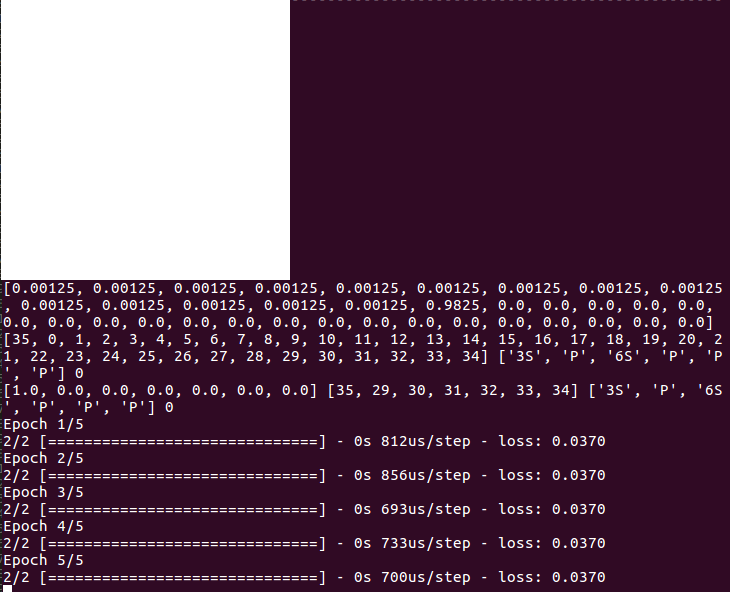 [0.00125, 0.00125, 0.00125, 0.00125, 0.00125, 0.00125, 0.00125, 0.00125, 0.00125
, 0.00125, 0.00125, 0.00125, 0.00125, 0.00125, 0.9825, 0.0, 0.0, 0.0, 0.0, 0.0,
0.0, 0.0, 0.0, 0.0, 0.0, 0.0, 0.0, 0.0, 0.0, 0.0, 0.0, 0.0, 0.0, 0.0, 0.0, 0.0]
[35, 0, 1, 2, 3, 4, 5, 6, 7, 8, 9, 10, 11, 12, 13, 14, 15, 16, 17, 18, 19, 20, 2
1, 22, 23, 24, 25, 26, 27, 28, 29, 30, 31, 32, 33, 34] ['3S', 'P', '6S', 'P', 'P
', 'P'] 0
[1.0, 0.0, 0.0, 0.0, 0.0, 0.0, 0.0] [35, 29, 30, 31, 32, 33, 34] ['3S', 'P', '6S
', 'P', 'P', 'P'] 0
Epoch 1/5
2/2 [==============================] - 0s 812us/step - loss: 0.0370
Epoch 2/5
2/2 [==============================] - 0s 856us/step - loss: 0.0370
Epoch 3/5
2/2 [==============================] - 0s 693us/step - loss: 0.0370
Epoch 4/5
2/2 [==============================] - 0s 733us/step - loss: 0.0370
Epoch 5/5
2/2 [==============================] - 0s 700us/step - loss: 0.0370